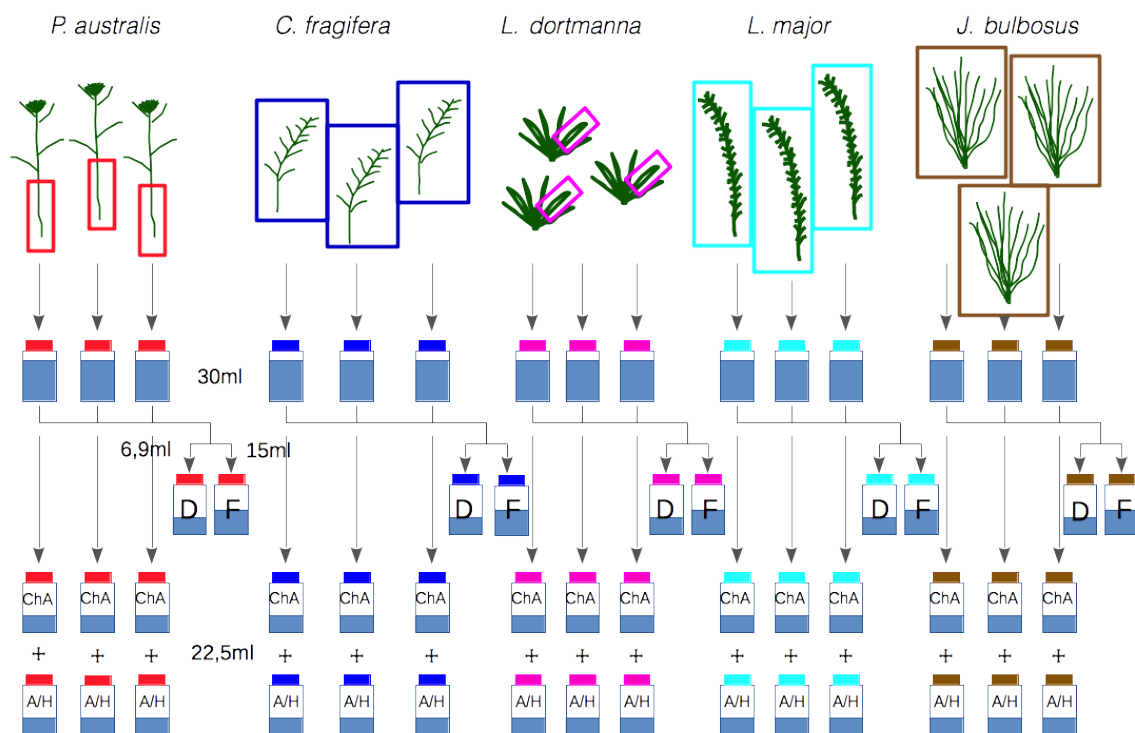 P. australis C. fragifera L. dortmanna L. major J. bulbosus
30ml
6,9ml 15ml
D F D F D F D F D F
ChA ChA ChA ChA ChA ChA ChA ChA ChA ChA ChA ChA ChA ChA ChA
+ + + 22,5ml + + + + + + + + + + + +
A/H A/H A/H A/H A/H A/H A/H A/H A/H A/H A/H A/H A/H A/H A/H